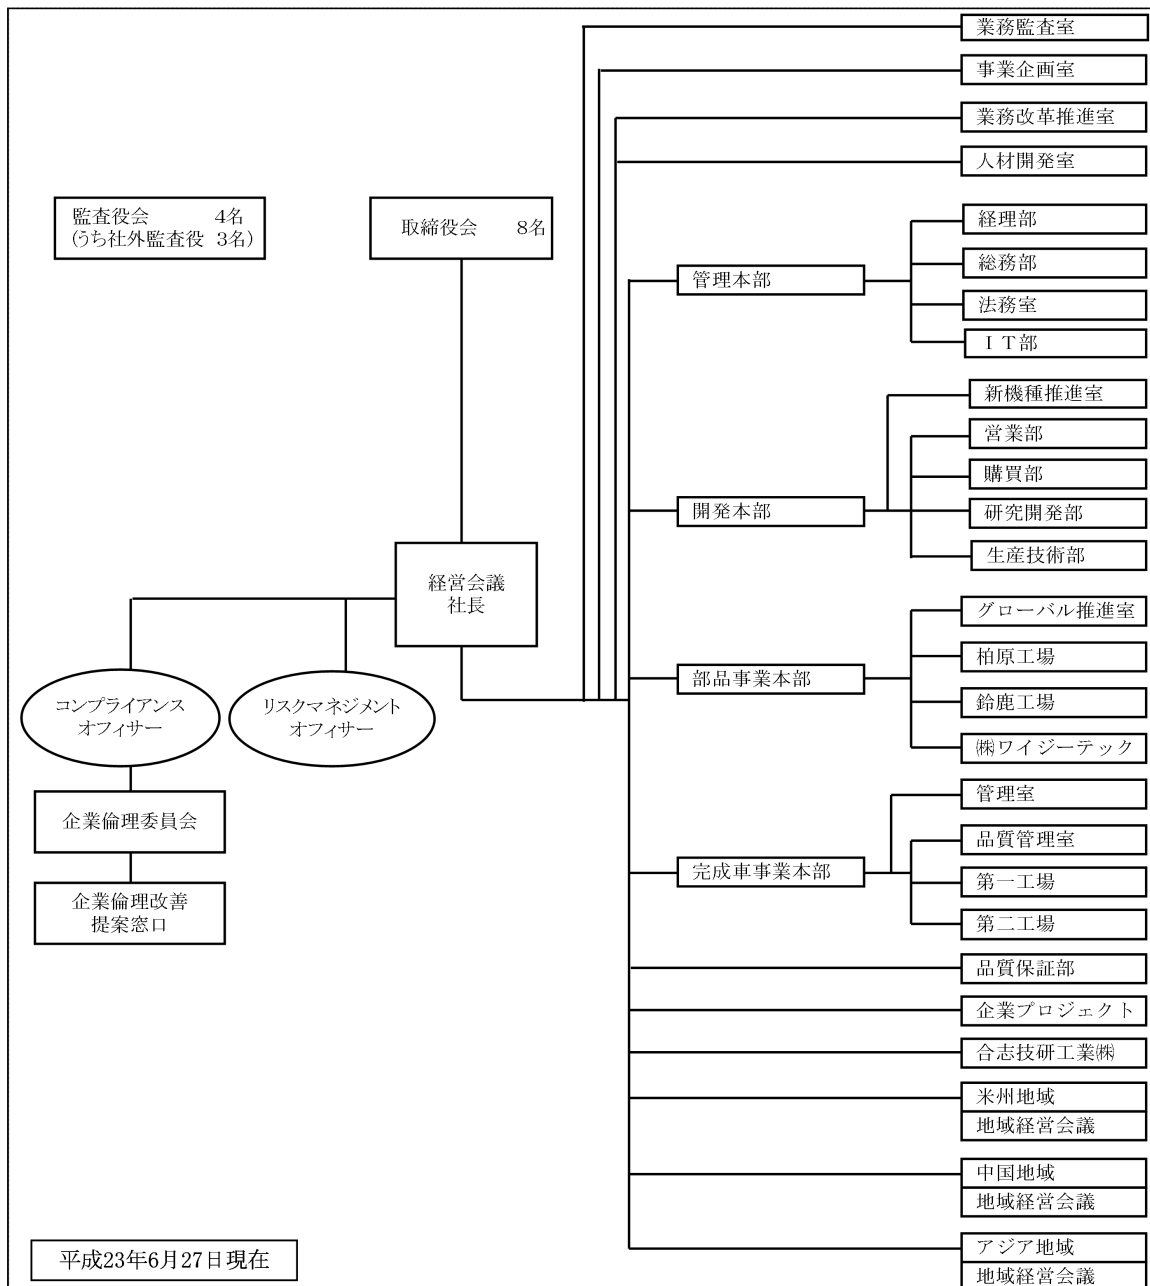 業務監査室
事業企画室
業務改革推進室
人材開発室
監査役会 4名
(うち社外監査役 3名)
取締役会 8名
管理本部
経理部
総務部
法務室
IT部
開発本部
新機種推進室
営業部
購買部
研究開発部
生産技術部
経営会議
社長
コンプライアンス
オフィサー
リスクマネジメント
オフィサー
企業倫理委員会
企業倫理改善
提案窓口
部品事業本部
グローバル推進室
柏原工場
鈴鹿工場
㈱ワイジーテック
完成車事業本部
管理室
品質管理室
第一工場
第二工場
品質保証部
企業プロジェクト
合志技研工業㈱
米州地域
地域経営会議
中国地域
地域経営会議
アジア地域
地域経営会議
平成23年6月27日現在